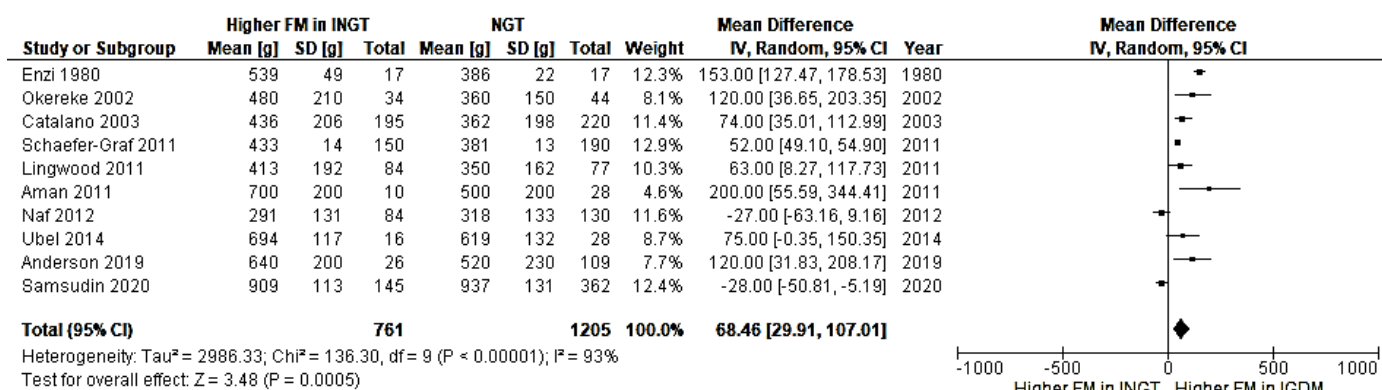 Higher FM in INGT NGT Mean Difference Mean Difference
Study or Subgroup Mean [g] SD [g] Total Mean [g] SD [g] Total Weight IV, Random, 95% CI Year IV, Random, 95% CI
Enzi 1980 539 49 17 386 22 17 12.3% 153.00 [127.47, 178.53] 1980
Okereke 2002 480 210 34 360 150 44 8.1% 120.00 [36.65, 203.35] 2002
Catalano 2003 436 206 195 362 198 220 11.4% 74.00 [35.01, 112.99] 2003
Schaefer-Graf 2011 433 14 150 381 13 190 12.9% 52.00 [49.10, 54.90] 2011
Lingwood 2011 413 192 84 350 162 77 10.3% 63.00 [8.27, 117.73] 2011
Aman 2011 700 200 10 500 200 28 4.6% 200.00 [55.59, 344.41] 2011
Naf 2012 291 131 84 318 133 130 11.6% -27.00 [-63.16, 9.16] 2012
Ubel 2014 694 117 16 619 132 28 8.7% 75.00 [-0.35, 150.35] 2014
Anderson 2019 640 200 26 520 230 109 7.7% 120.00 [31.83, 208.17] 2019
Samsudin 2020 909 113 145 937 131 362 12.4% -28.00 [-50.81, -5.19] 2020
Total (95% CI) 761 1205 100.0% 68.46 [29.91, 107.01]
Heterogeneity: Tau² = 2986.33; Chi² = 136.30, df = 9 (P < 0.00001); I² = 93%
Test for overall effect: Z = 3.48 (P = 0.0005)
-1000 -500 0 500 1000
Higher FM in INGT Higher FM in IGDM